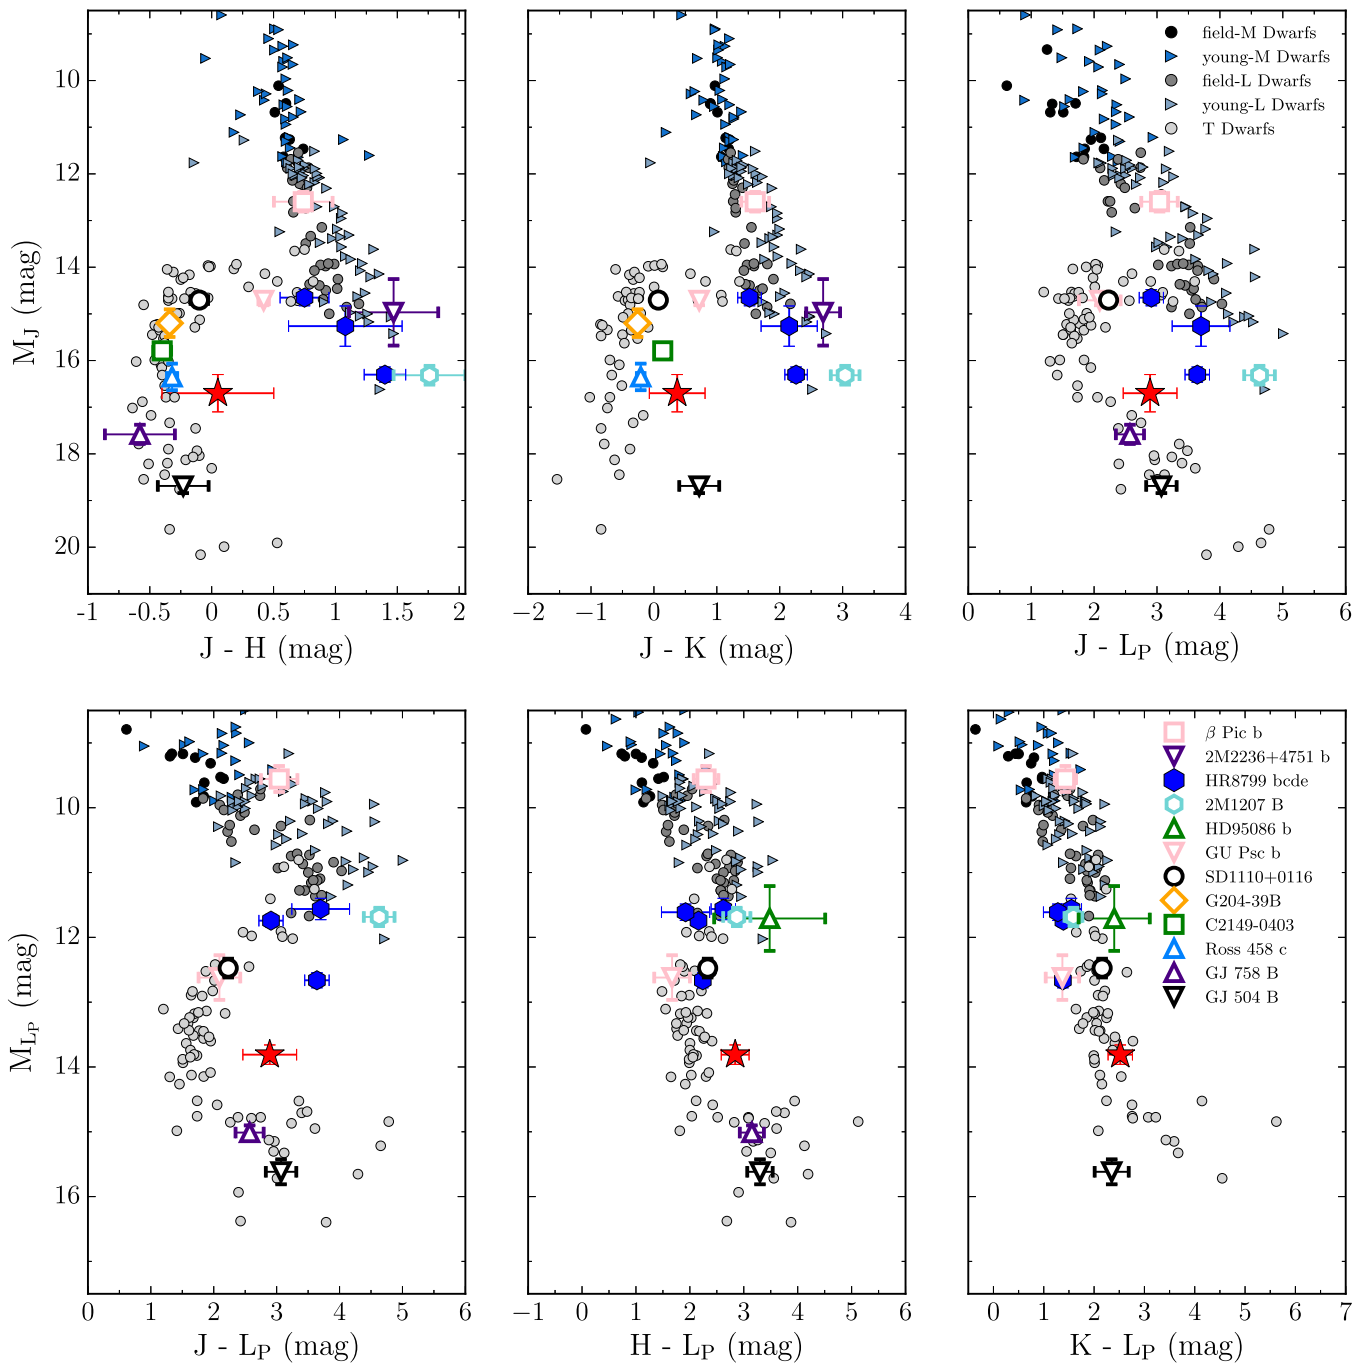 field-M Dwarfs
young-M Dwarfs
field-L Dwarfs
young-L Dwarfs
T Dwarfs
10
12
14
16
18
20
M_J (mag)
-1 -0.5 0 0.5 1 1.5 2
J - H (mag)
−2 −1 0 1 2 3 4
J - K (mag)
0 1 2 3 4 5 6
J - L_P (mag)
β Pic b
2M2236+4751 b
HR8799 bcde
2M1207 B
HD95086 b
GU Psc b
SD1110+0116
G204-39B
C2149-0403
Ross 458 c
GJ 758 B
GJ 504 B
10
12
14
16
M_{L_P} (mag)
0 1 2 3 4 5 6
J - L_P (mag)
−1 0 1 2 3 4 5 6
H - L_P (mag)
0 1 2 3 4 5 6 7
K - L_P (mag)